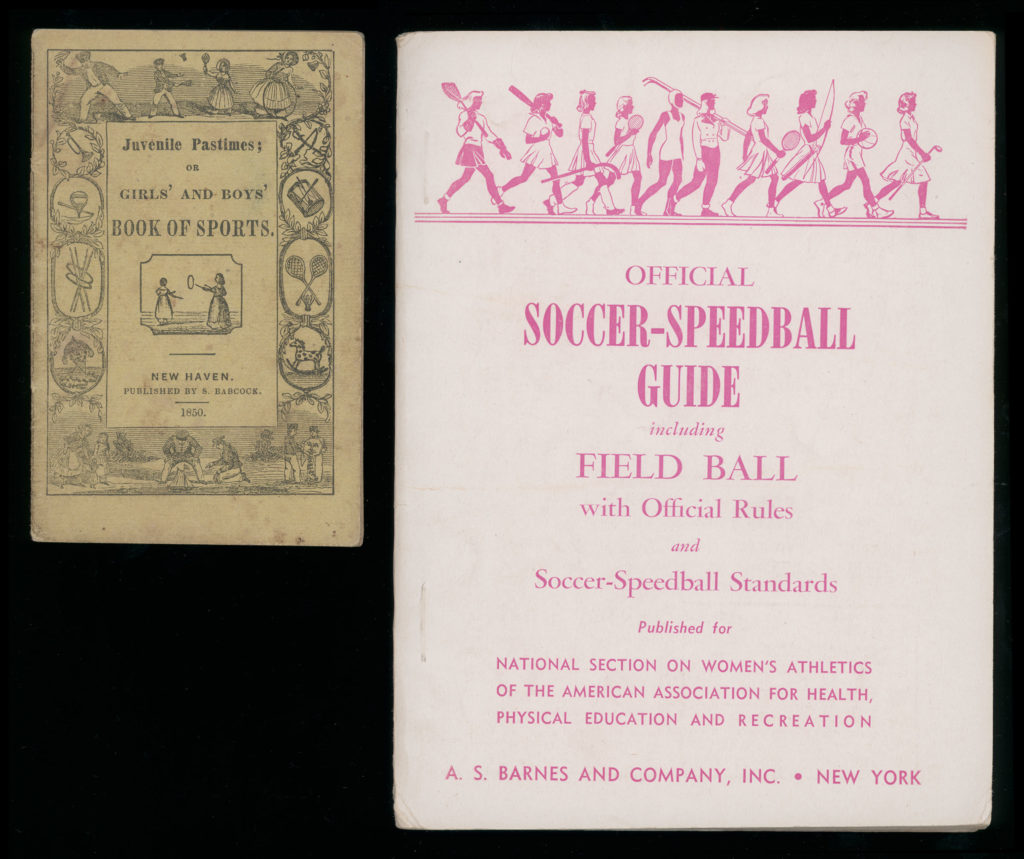 Juvenile Pastimes;
OR
GIRLS' AND BOYS'
BOOK OF SPORTS.
NEW HAVEN.
PUBLISHED BY S. BABCOCK.
1850.
OFFICIAL
SOCCER-SPEEDBALL
GUIDE
including
FIELD BALL
with Official Rules
and
Soccer-Speedball Standards
Published for
NATIONAL SECTION ON WOMEN'S ATHLETICS
OF THE AMERICAN ASSOCIATION FOR HEALTH,
PHYSICAL EDUCATION AND RECREATION
A. S. BARNES AND COMPANY, INC. • NEW YORK